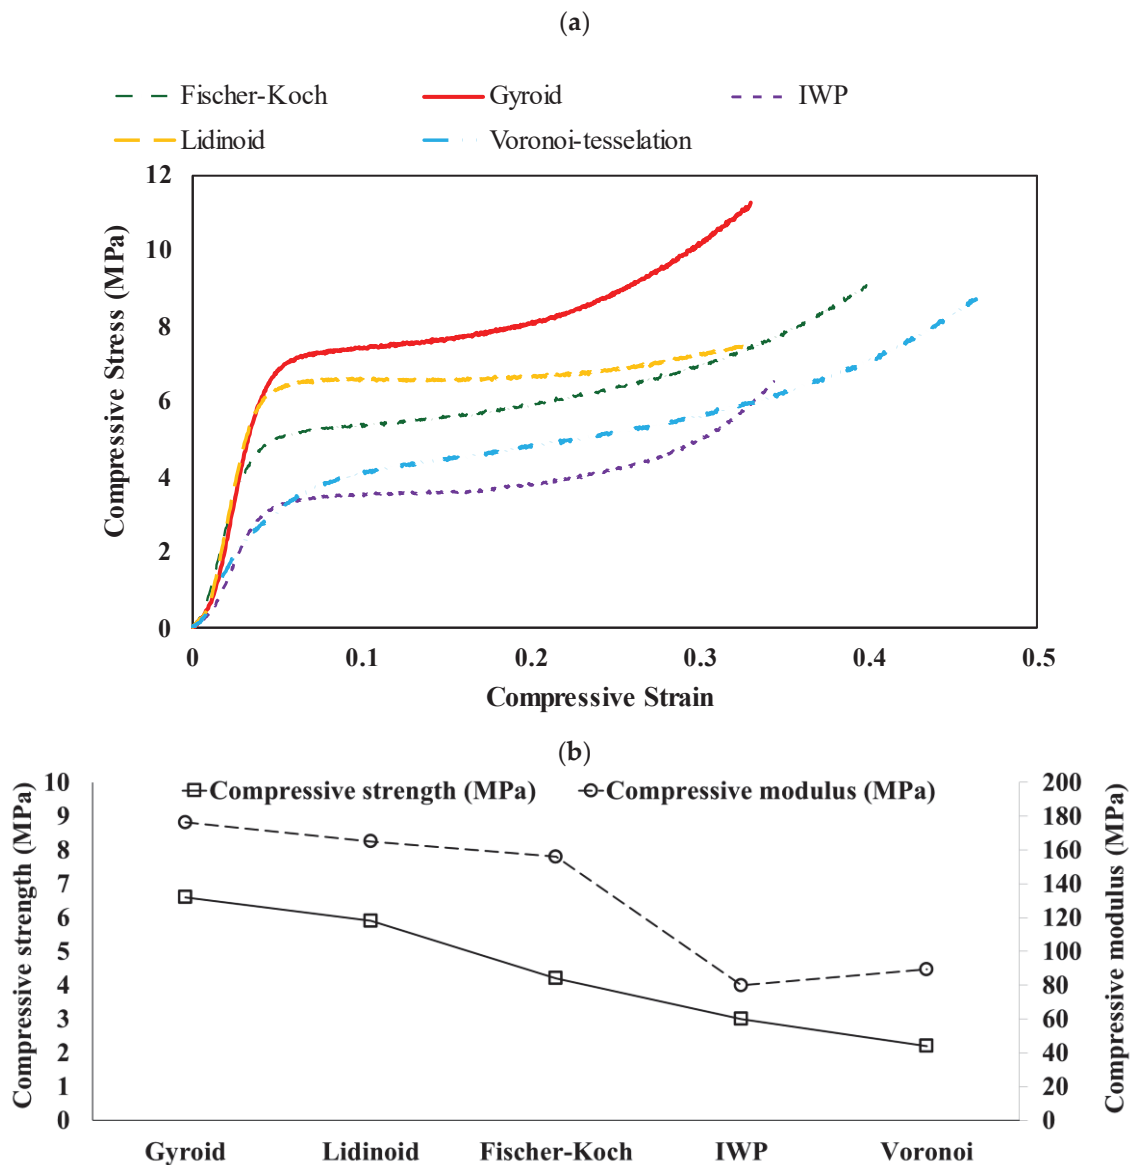 (a)
Fischer-Koch Gyroid IWP
Lidinoid Voronoi-tesselation
Compressive Stress (MPa)
12
10
8
6
4
2
0
0 0.1 0.2 0.3 0.4 0.5
Compressive Strain
(b)
Compressive strength (MPa) Compressive modulus (MPa)
Compressive strength (MPa)
10
9
8
7
6
5
4
3
2
1
0
200
180
160
140
120
100
80
60
40
20
0
Compressive modulus (MPa)
Gyroid Lidinoid Fischer-Koch IWP Voronoi